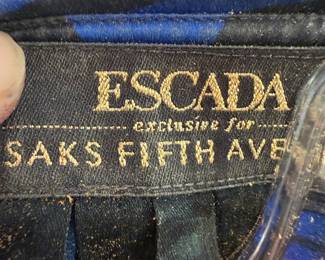 ESCADA
exclusive for
SAKS FIFTH AVE